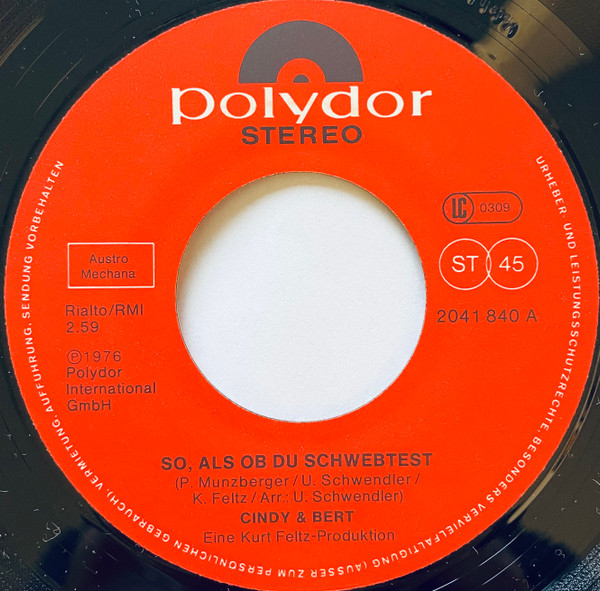 polydor
STEREO
LC 0309
ST 45
2041 840 A
Austro
Mechana
Rialto/RMI
2.59
Ⓟ1976
Polydor
International
GmbH
SO, ALS OB DU SCHWEBTEST
(P. Munzberger/U. Schwendler/
K. Feltz/Arr.: U. Schwendler)
CINDY & BERT
Eine Kurt Feltz-Produktion
URHEBER- UND LEISTUNGSSCHUTZRECHTE, BESONDERS VERVIELFÄLTIGUNG (AUSSER ZUM PERSÖNLICHEN GEBRAUCH), VERMIETUNG, AUFFÜHRUNG, SENDUNG VORBEHALTEN